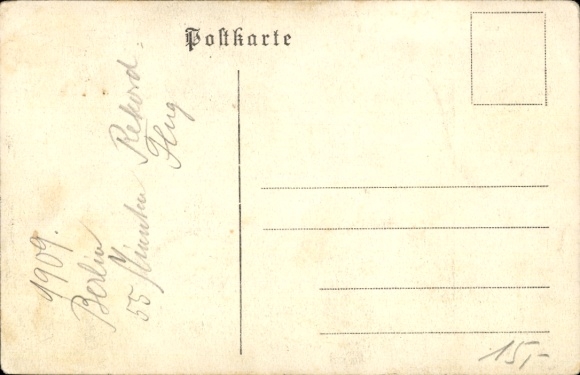 Postkarte
1909.
Berlin
55 Minuten Rekord-
Flug
15,-